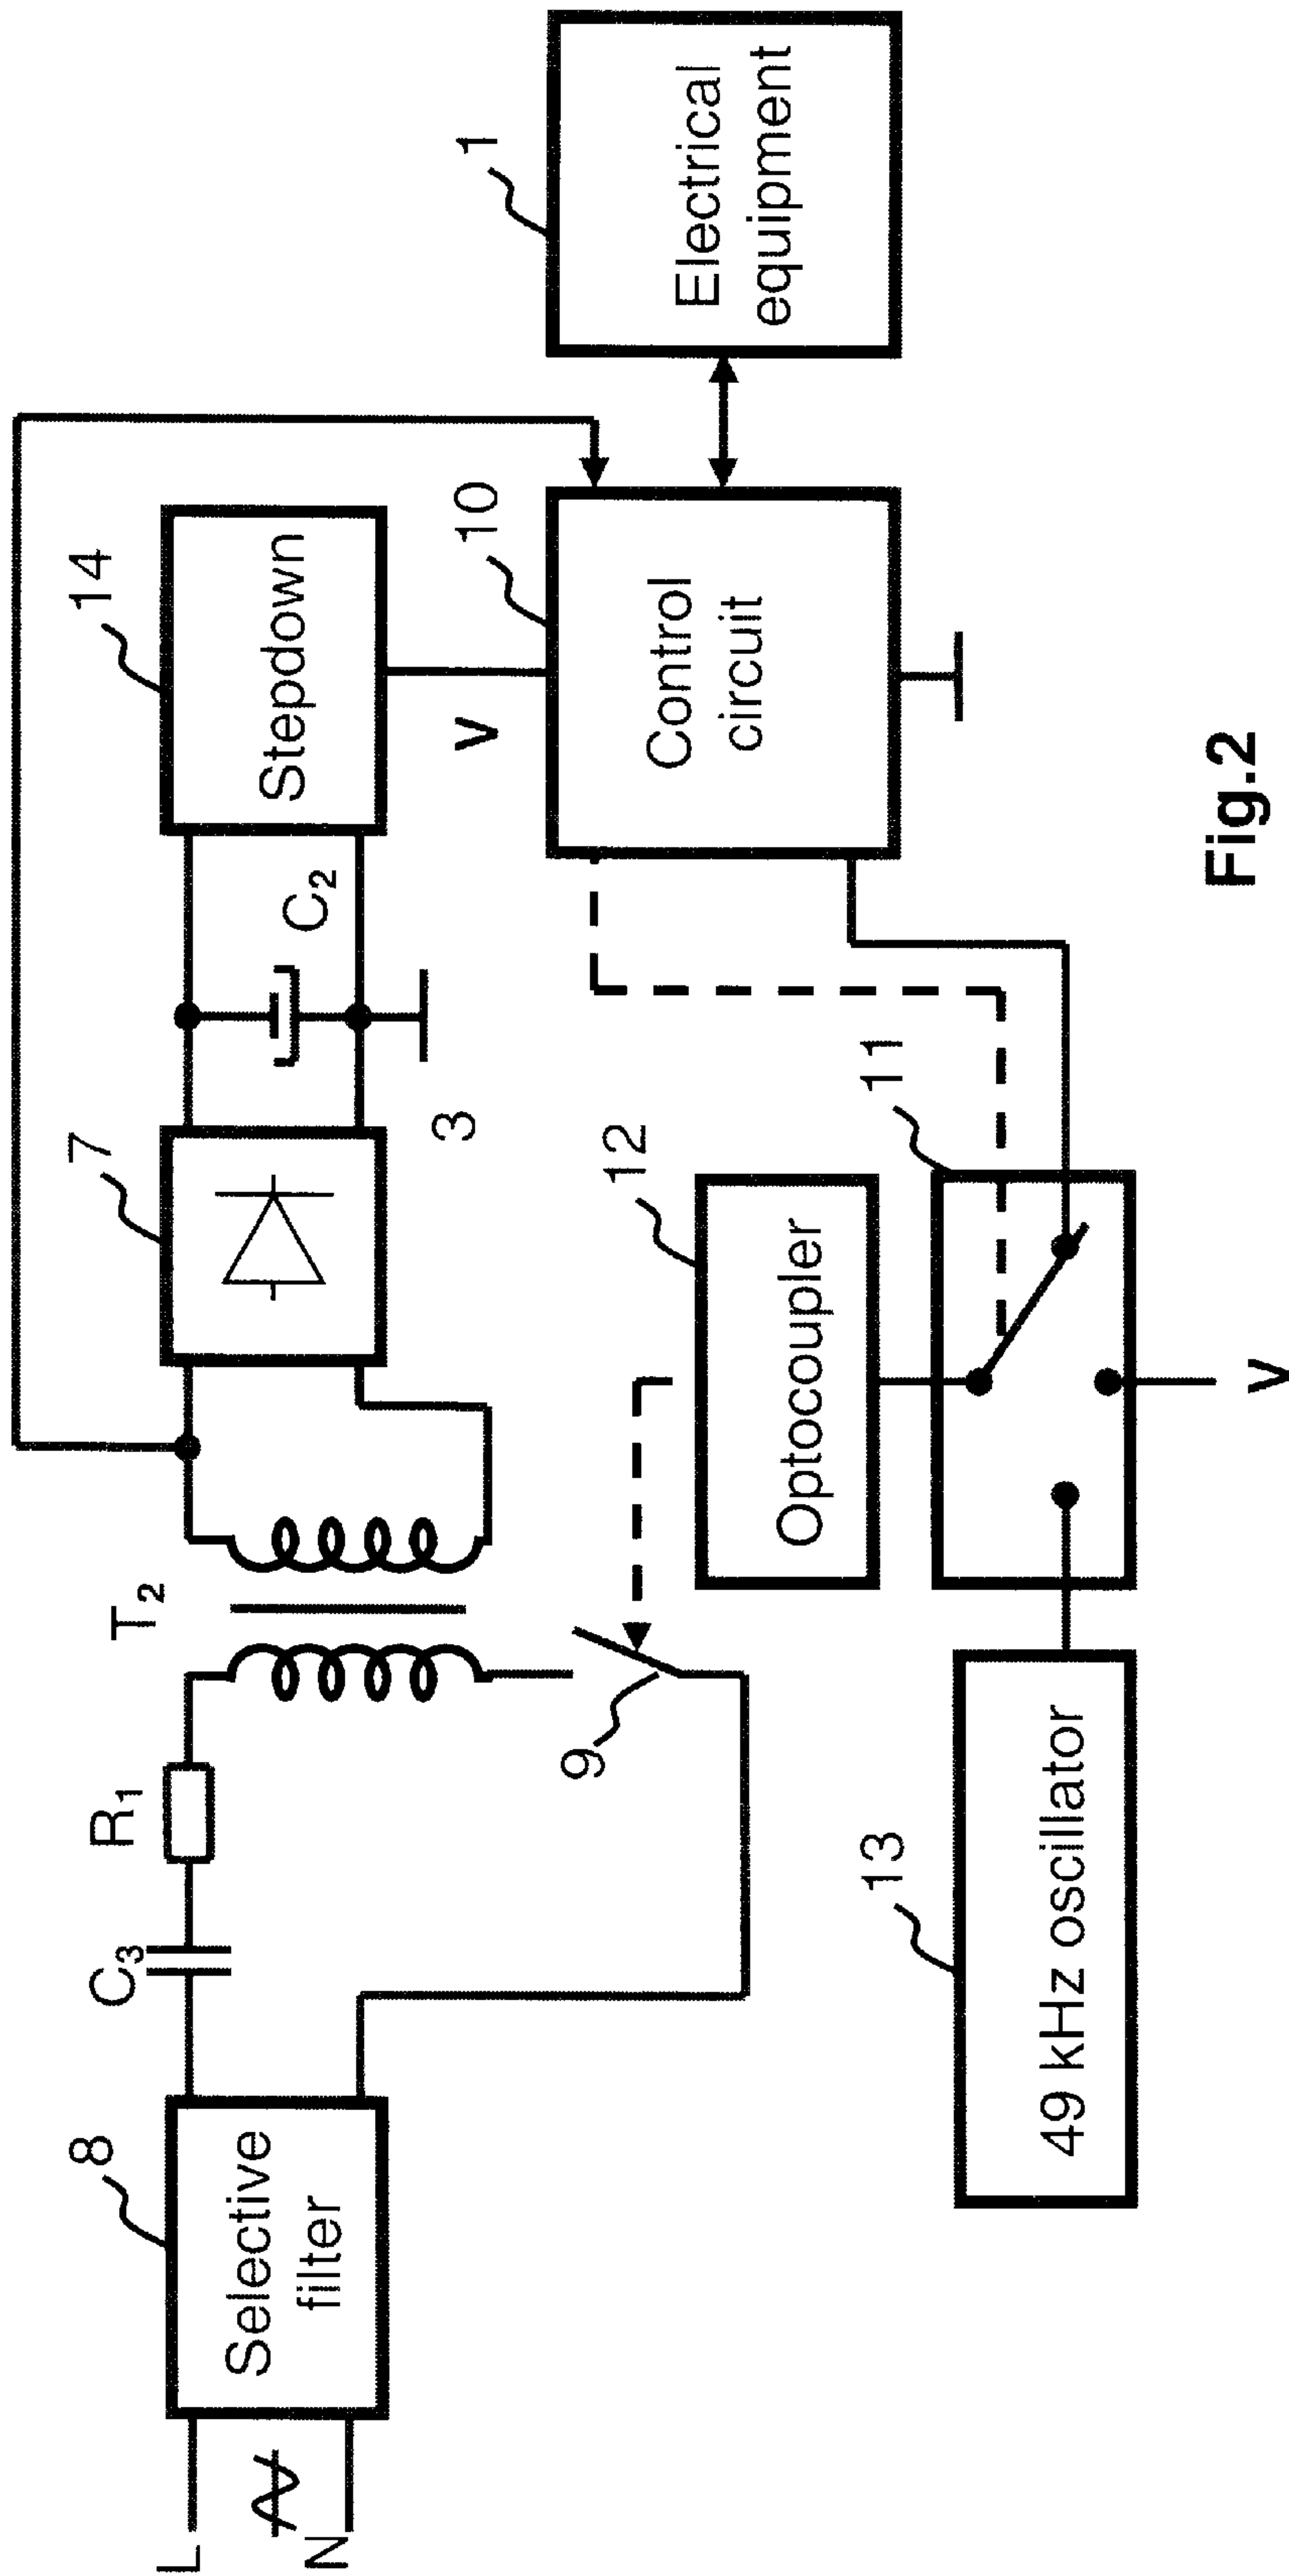 8
C3
R1
T2
7
14
L
N
Selective
filter
C2
Stepdown
3
V
9
12
10
1
Optocoupler
Control
circuit
Electrical
equipment
13
11
49 kHz oscillator
V
Fig.2